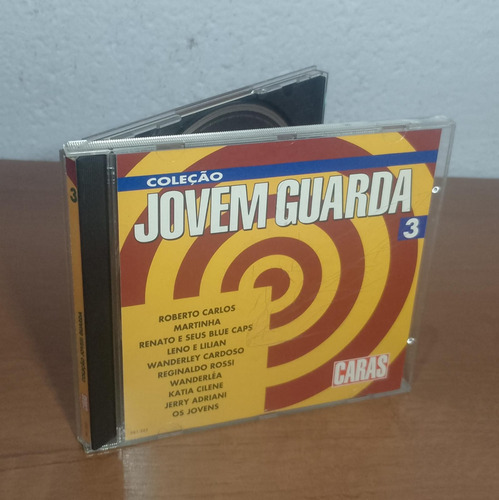 COLEÇÃO
JOVEM GUARDA
3
ROBERTO CARLOS
MARTINHA
RENATO E SEUS BLUE CAPS
LENO E LILIAN
WANDERLEY CARDOSO
REGINALDO ROSSI
WANDERLÉA
KATIA CILENE
JERRY ADRIANI
OS JOVENS
CARAS
3